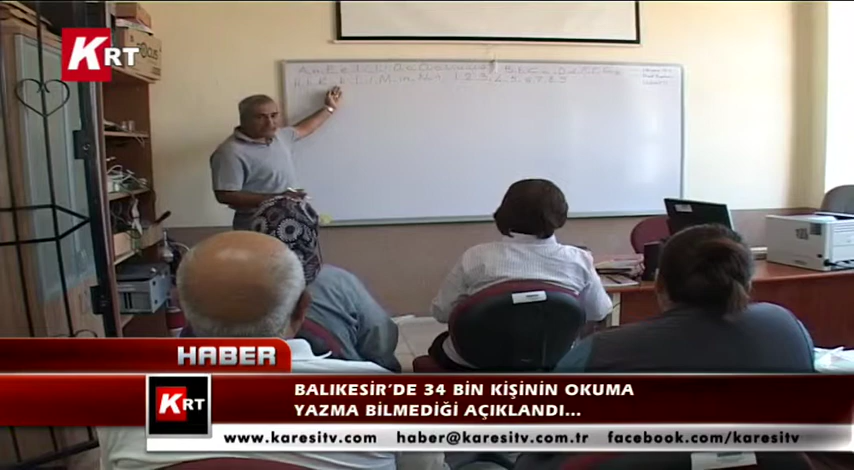 KRT
HABER
KRT
BALIKESİR'DE 34 BİN KİŞİNİN OKUMA
YAZMA BİLMEDİĞİ AÇIKLANDI...
www.karesitv.com haber@karesitv.com.tr facebook.com/karesitv